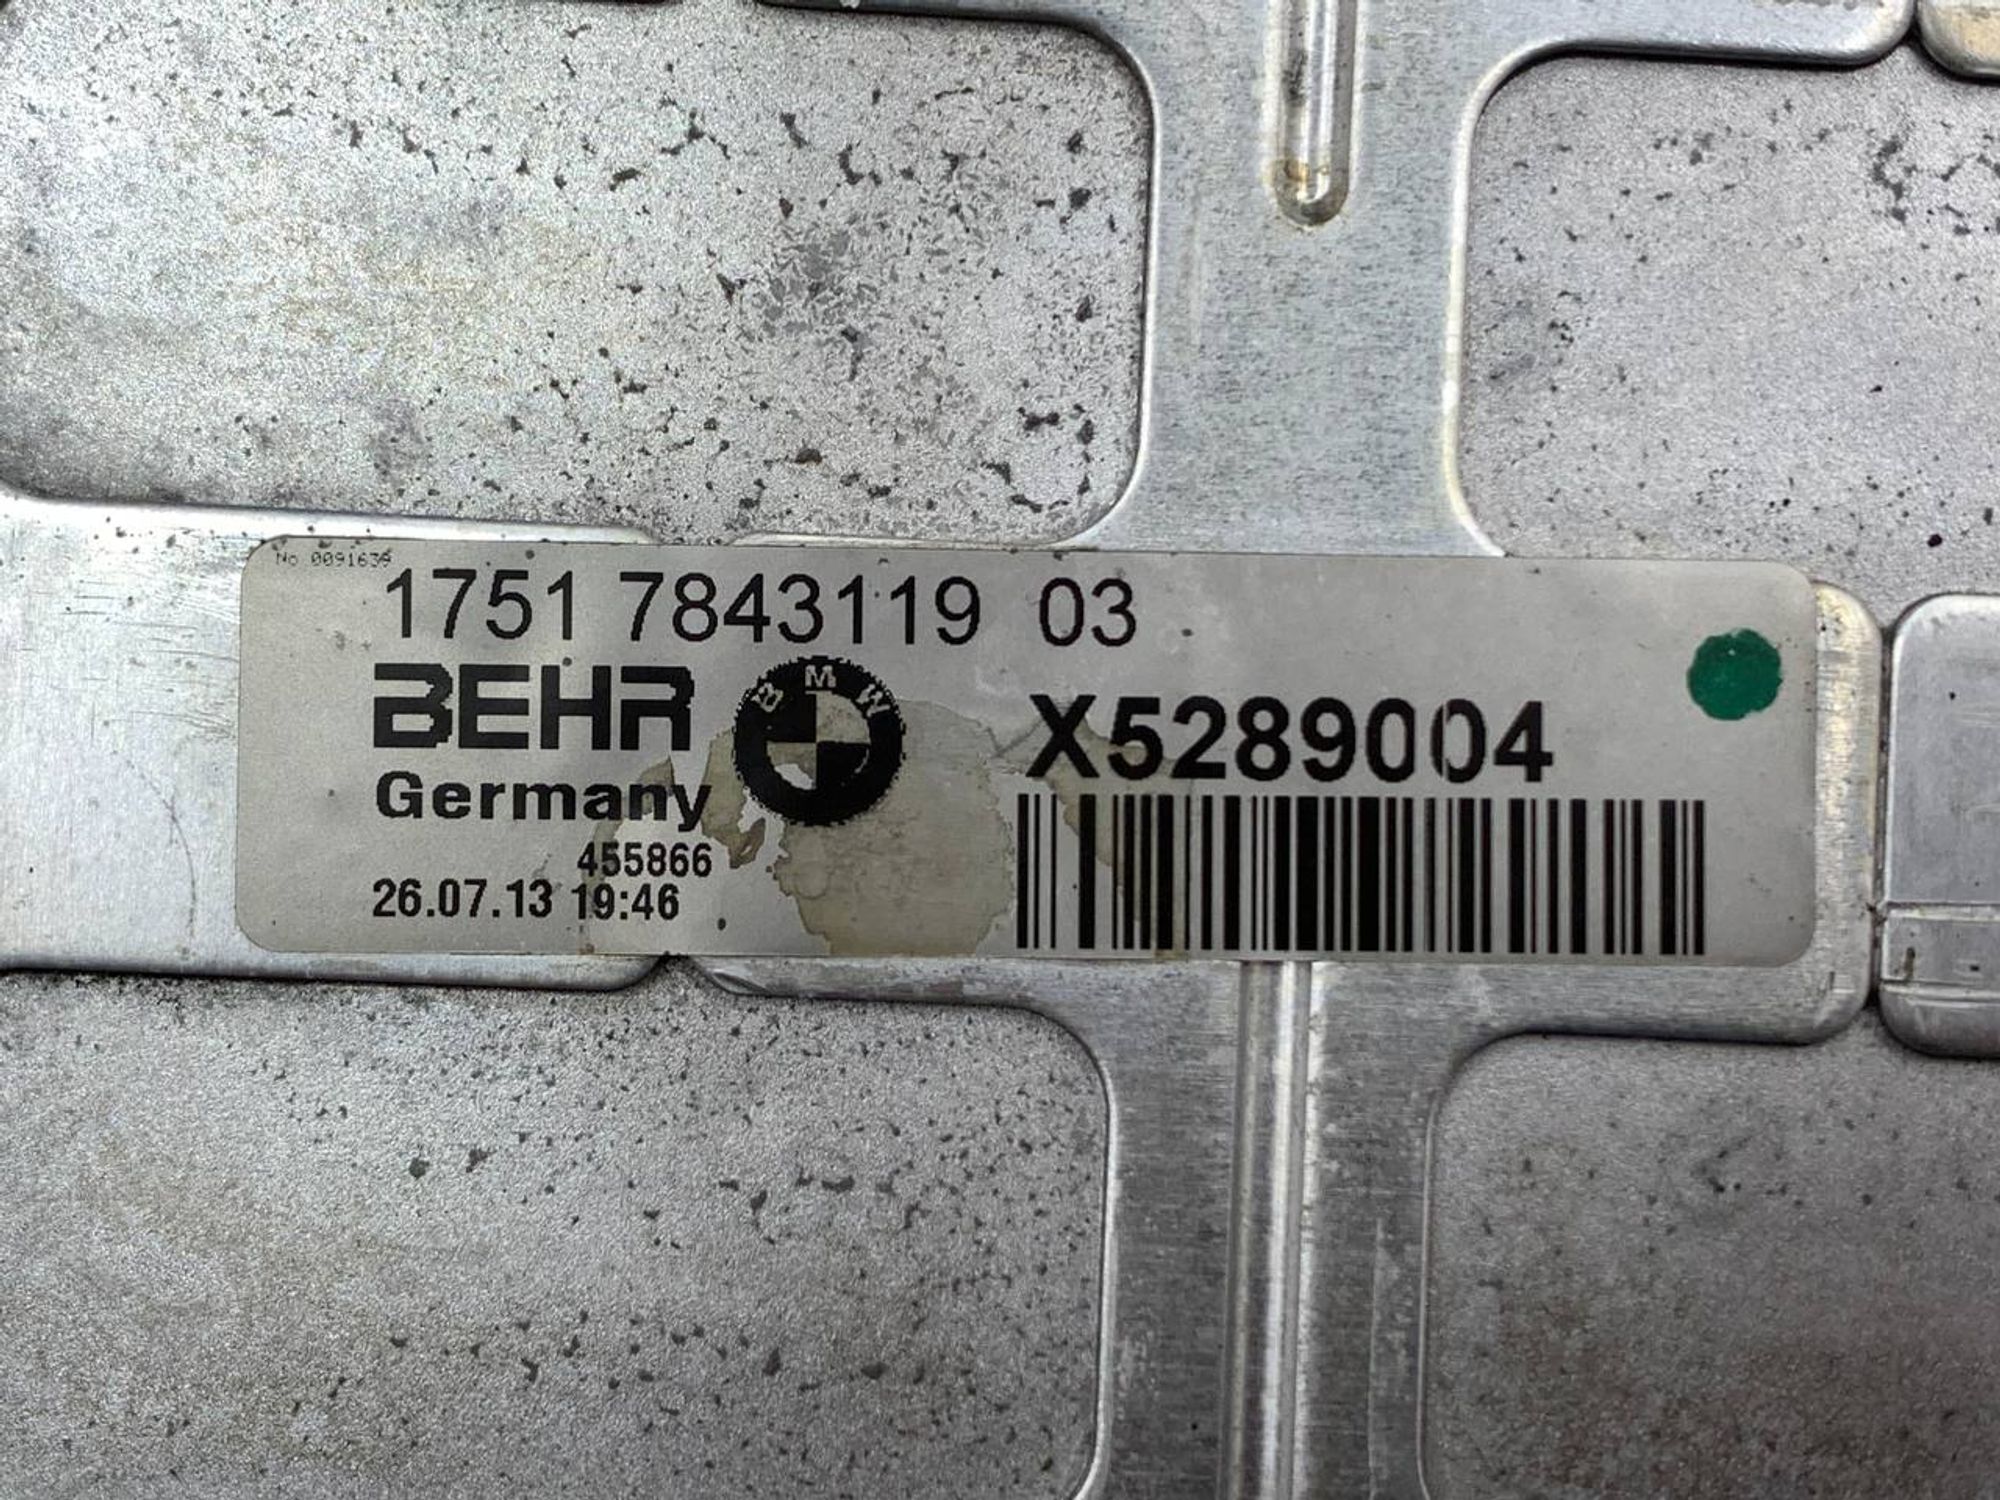 No 0091639
1751 7843119 03
BEHR
BMW
X5289004
Germany
455866
26.07.13 19:46